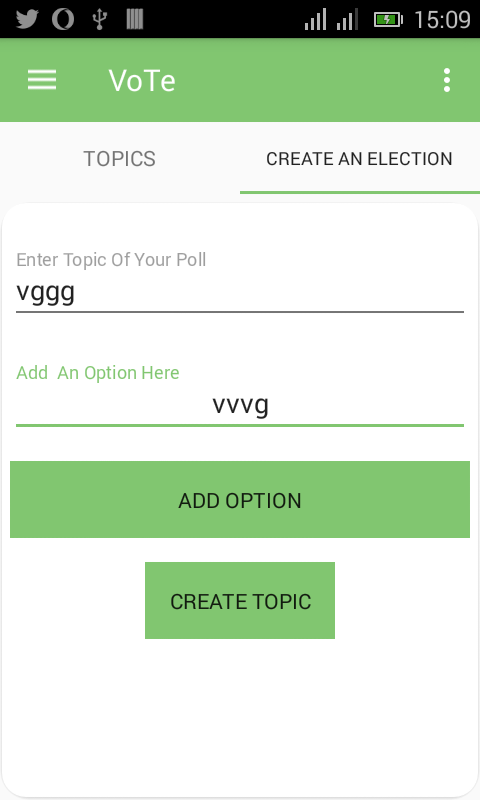 15:09
VoTe
TOPICS
CREATE AN ELECTION
Enter Topic Of Your Poll
vggg
Add  An Option Here
vvvg
ADD OPTION
CREATE TOPIC